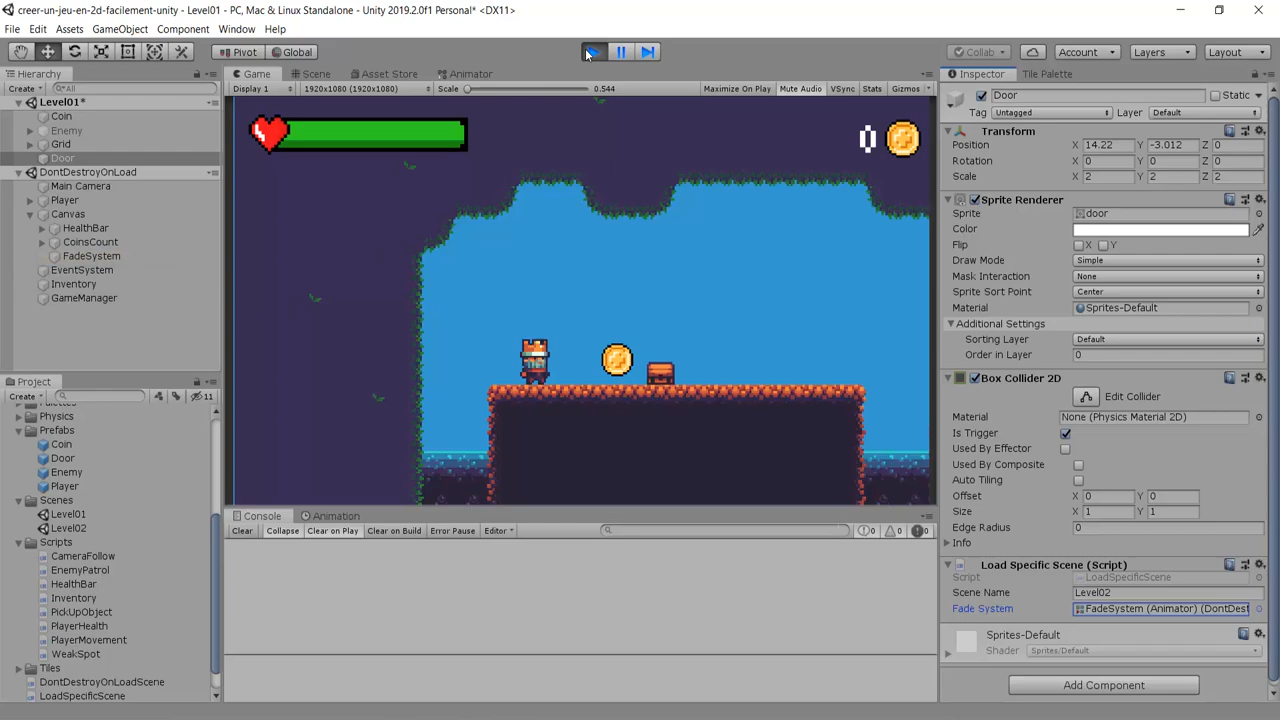 creer-un-jeu-en-2d-facilement-unity - Level01 - PC, Mac & Linux Standalone - Unity 2019.2.0f1 Personal* <DX11>
File Edit Assets GameObject Component Window Help
Pivot Global Collab Account Layers Layout
Hierarchy
Create All
Level01*
Coin
Enemy
Grid
Door
DontDestroyOnLoad
Main Camera
Player
Canvas
HealthBar
CoinsCount
FadeSystem
EventSystem
Inventory
GameManager
Project
Create 11
Palettes
Physics
Prefabs
Coin
Door
Enemy
Player
Scenes
Level01
Level02
Scripts
CameraFollow
EnemyPatrol
HealthBar
Inventory
PickUpObject
PlayerHealth
PlayerMovement
WeakSpot
Tiles
DontDestroyOnLoadScene
LoadSpecificScene
Game Scene Asset Store Animator
Display 1 1920x1080 (1920x1080) Scale 0.544 Maximize On Play Mute Audio VSync Stats Gizmos
0
Console Animation
Clear Collapse Clear on Play Clear on Build Error Pause Editor 0 0 0
Inspector Tile Palette
Door Static
Tag Untagged Layer Default
Transform
Position X 14.22 Y -3.012 Z 0
Rotation X 0 Y 0 Z 0
Scale X 2 Y 2 Z 2
Sprite Renderer
Sprite door
Color
Flip X Y
Draw Mode Simple
Mask Interaction None
Sprite Sort Point Center
Material Sprites-Default
Additional Settings
Sorting Layer Default
Order in Layer 0
Box Collider 2D
Edit Collider
Material None (Physics Material 2D)
Is Trigger
Used By Effector
Used By Composite
Auto Tiling
Offset X 0 Y 0
Size X 1 Y 1
Edge Radius 0
Info
Load Specific Scene (Script)
Script LoadSpecificScene
Scene Name Level02
Fade System FadeSystem (Animator) (DontDest
Sprites-Default
Shader Sprites/Default
Add Component